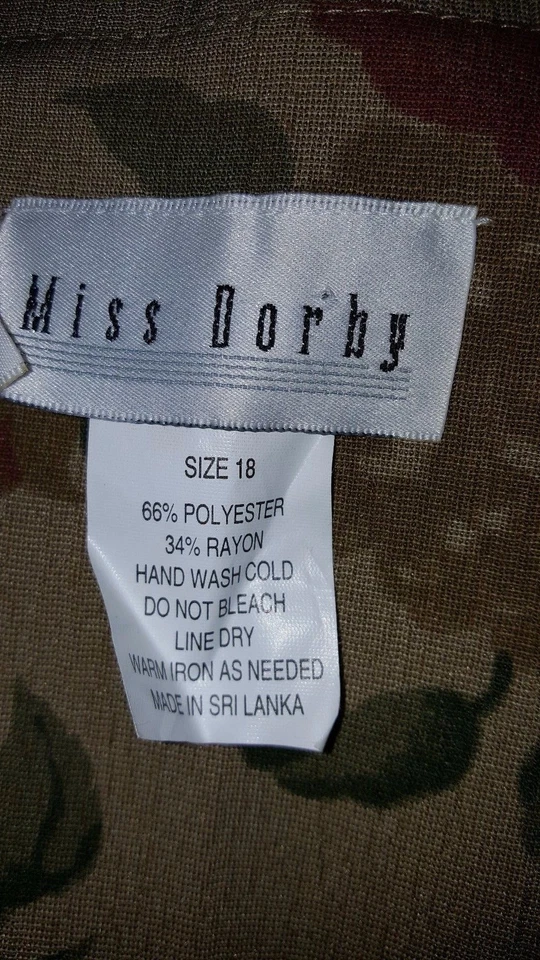 Miss Dorby
SIZE 18
66% POLYESTER
34% RAYON
HAND WASH COLD
DO NOT BLEACH
LINE DRY
WARM IRON AS NEEDED
MADE IN SRI LANKA